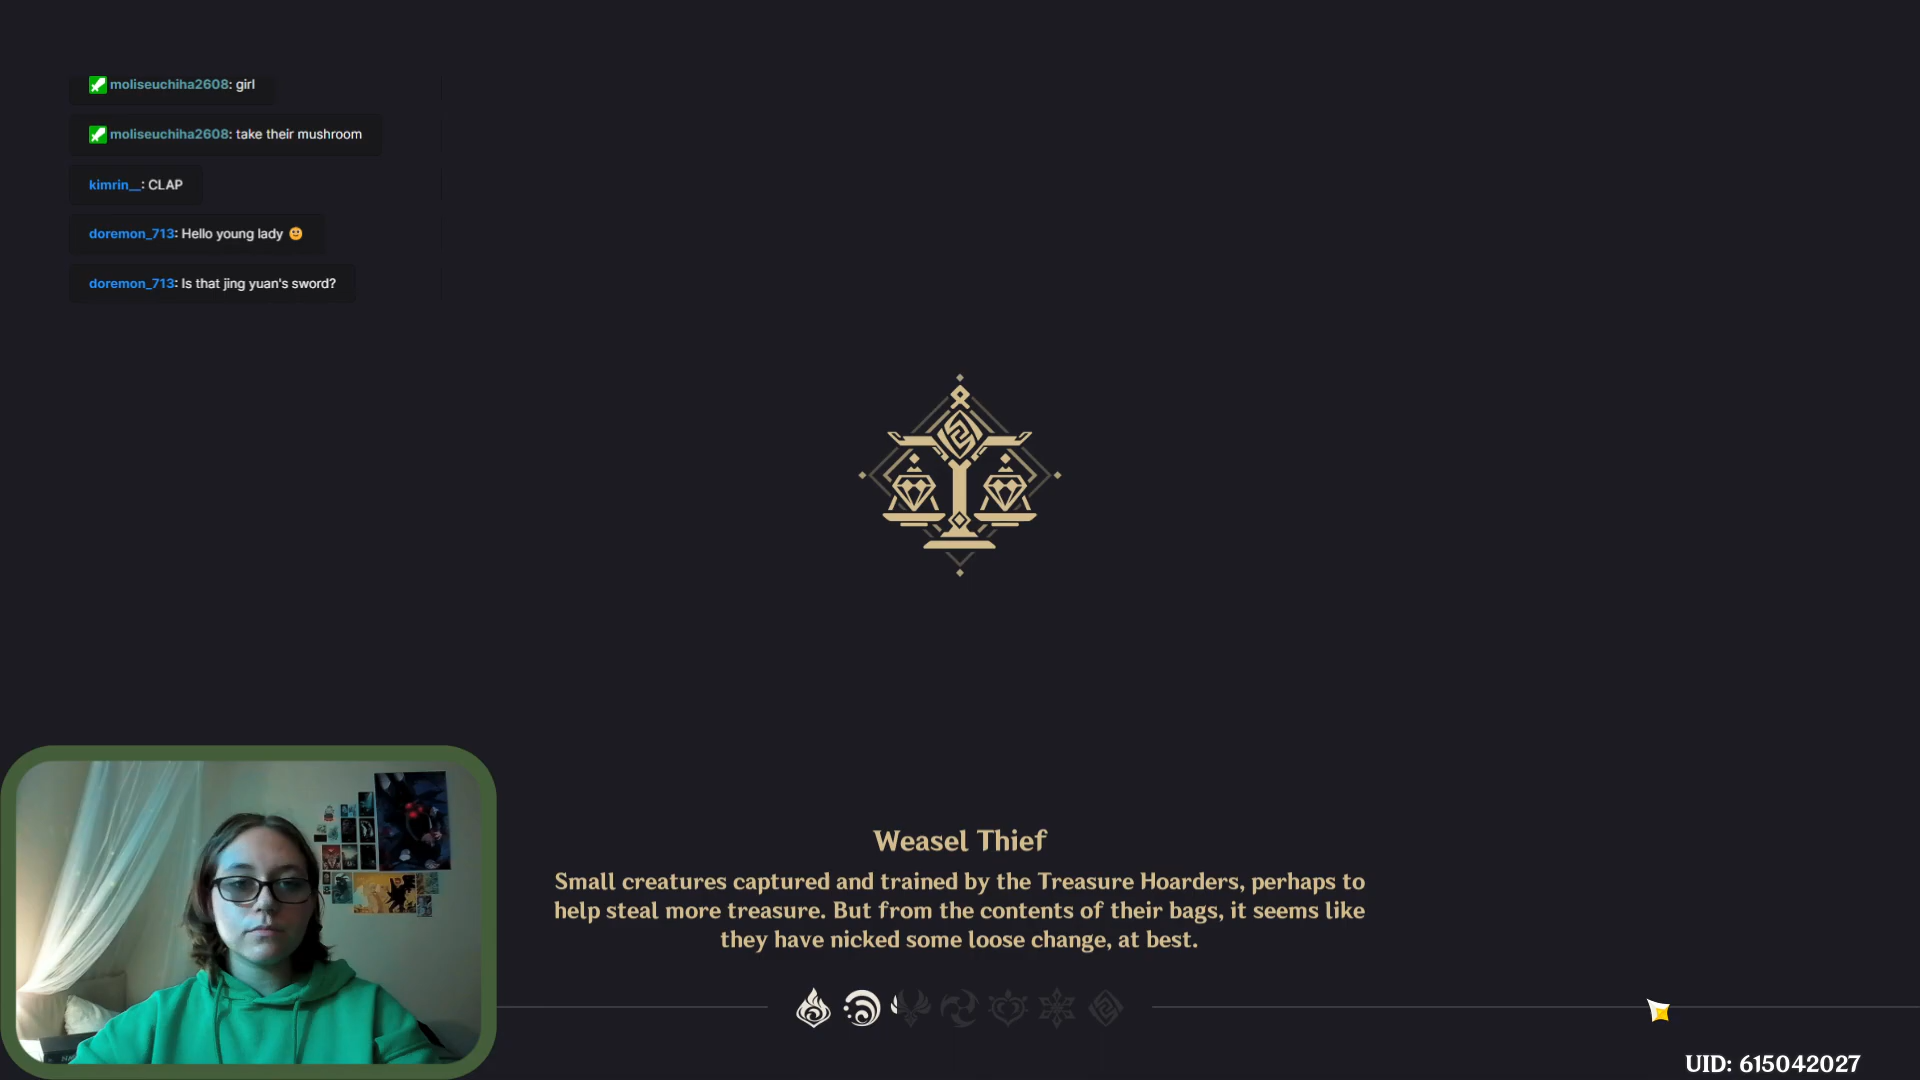 moliseuchiha2608: girl
moliseuchiha2608: take their mushroom
kimrin__: CLAP
doremon_713: Hello young lady 🙂
doremon_713: Is that jing yuan's sword?
Weasel Thief
Small creatures captured and trained by the Treasure Hoarders, perhaps to
help steal more treasure. But from the contents of their bags, it seems like
they have nicked some loose change, at best.
UID: 615042027